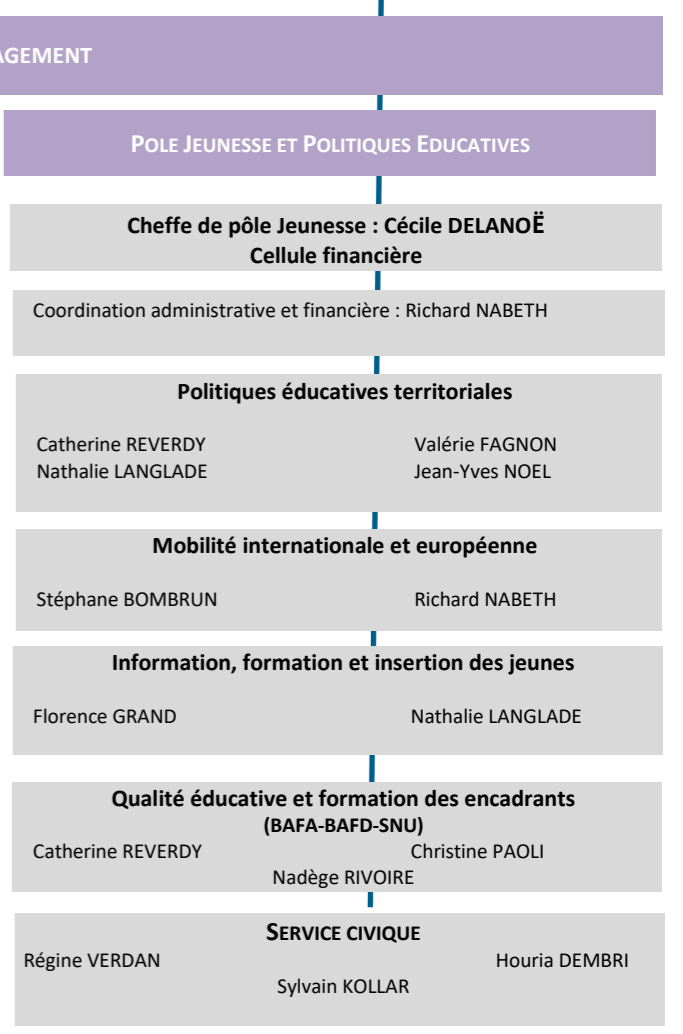 AGEMENT
POLE JEUNESSE ET POLITIQUES EDUCATIVES
Cheffe de pôle Jeunesse : Cécile DELANOË
Cellule financière
Coordination administrative et financière : Richard NABETH
Politiques éducatives territoriales
Catherine REVERDY Valérie FAGNON
Nathalie LANGLADE Jean-Yves NOEL
Mobilité internationale et européenne
Stéphane BOMBRUN Richard NABETH
Information, formation et insertion des jeunes
Florence GRAND Nathalie LANGLADE
Qualité éducative et formation des encadrants
(BAFA-BAFD-SNU)
Catherine REVERDY Christine PAOLI
Nadège RIVOIRE
SERVICE CIVIQUE
Régine VERDAN Houria DEMBRI
Sylvain KOLLAR